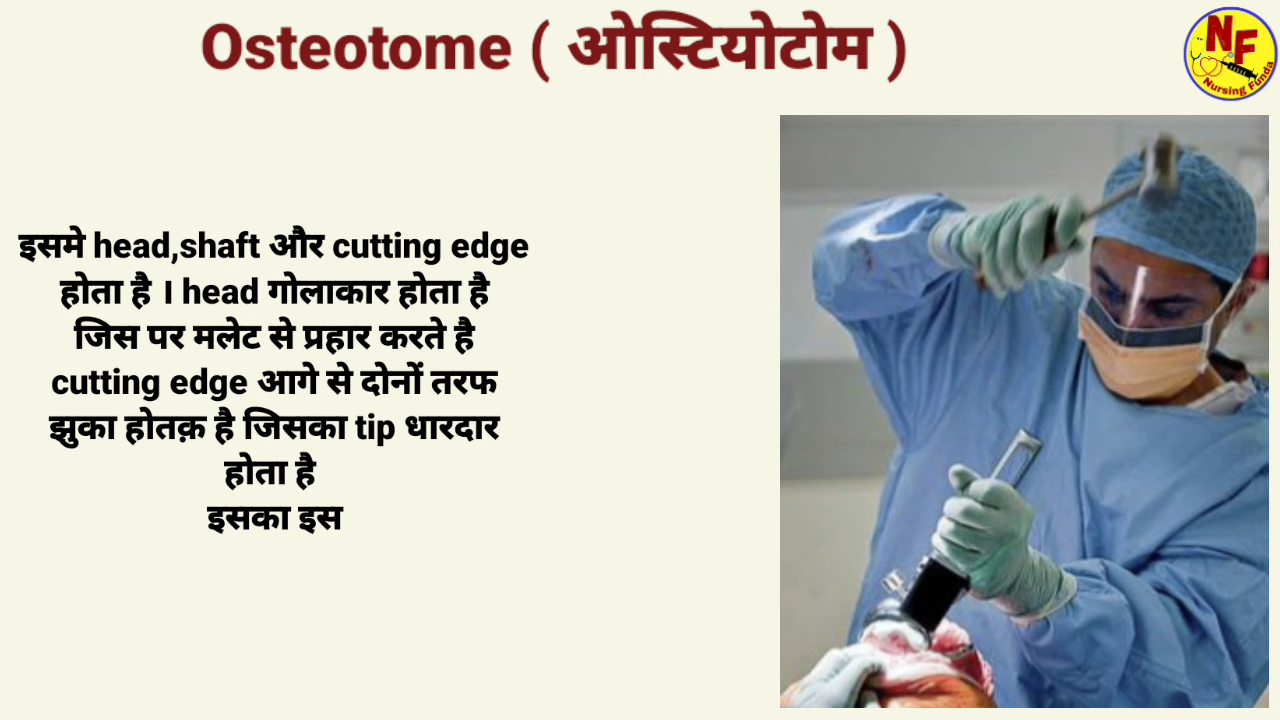 Osteotome ( ओस्टियोटोम )
NF
Nursing Funda
इसमे head,shaft और cutting edge
होता है । head गोलाकार होता है
जिस पर मलेट से प्रहार करते है
cutting edge आगे से दोनों तरफ
झुका होतक़ है जिसका tip धारदार
होता है
इसका इस